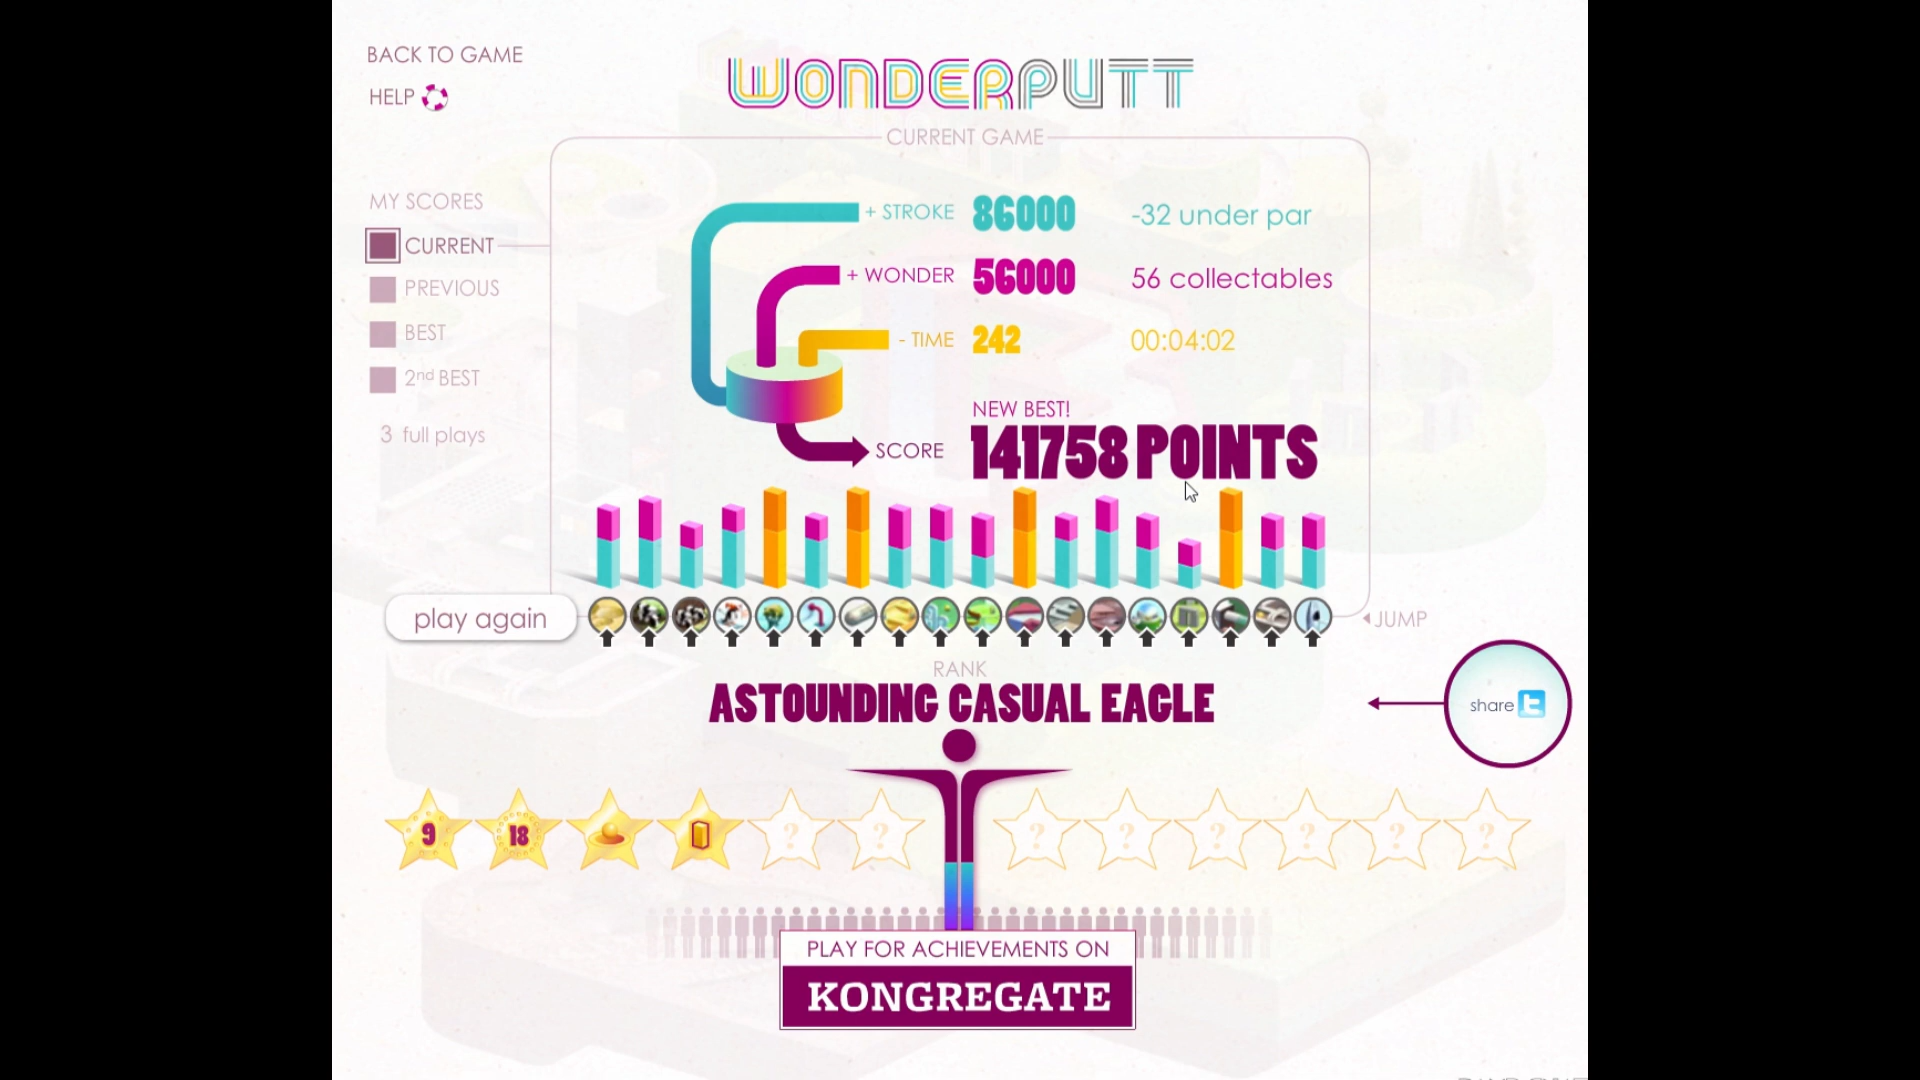 BACK TO GAME
HELP
WONDERPUTT
CURRENT GAME
MY SCORES
CURRENT
PREVIOUS
BEST
2nd BEST
3 full plays
+ STROKE 86000 -32 under par
+ WONDER 56000 56 collectables
- TIME 242 00:04:02
NEW BEST!
SCORE 141758 POINTS
play again
JUMP
RANK
ASTOUNDING CASUAL EAGLE
share t
9 18 ? ? ? ? ? ? ? ?
PLAY FOR ACHIEVEMENTS ON
KONGREGATE